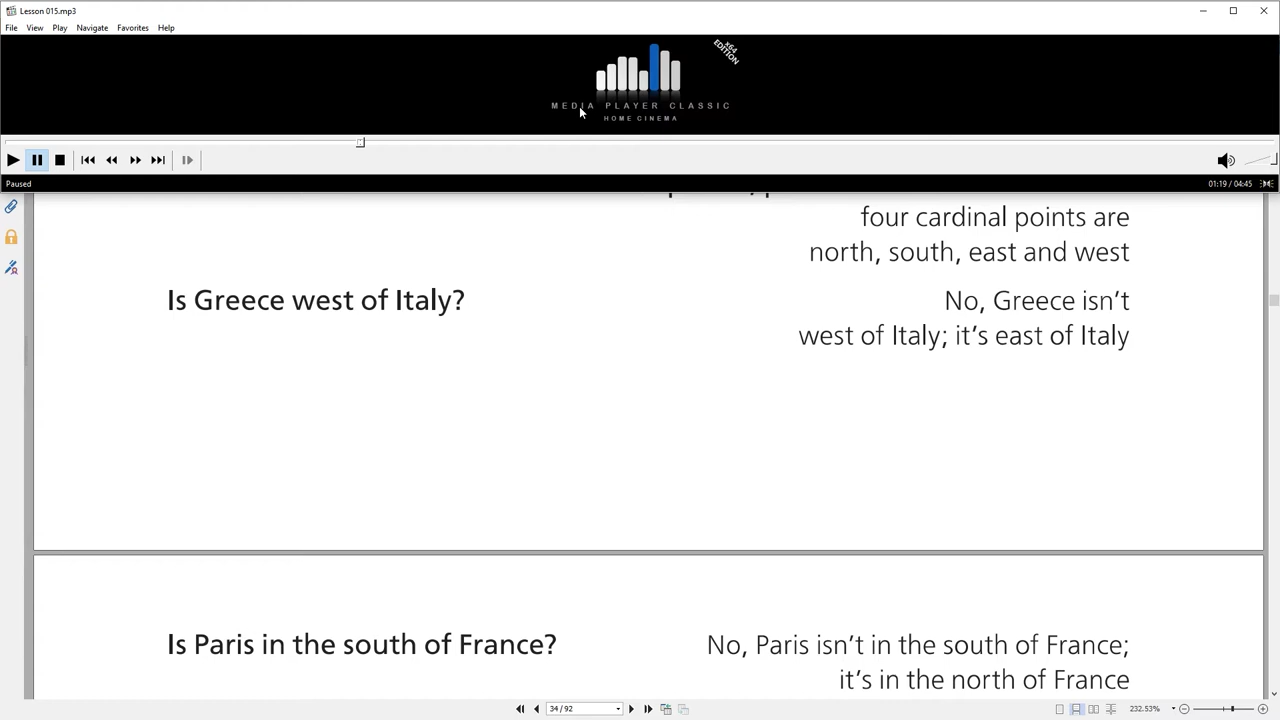 Lesson 015.mp3
File View Play Navigate Favorites Help
x64
EDITION
MEDIA PLAYER CLASSIC
HOME CINEMA
Paused
01:19 / 04:45
four cardinal points are
north, south, east and west
Is Greece west of Italy?
No, Greece isn't
west of Italy; it's east of Italy
Is Paris in the south of France?
No, Paris isn't in the south of France;
it's in the north of France
34 / 92
232.53%